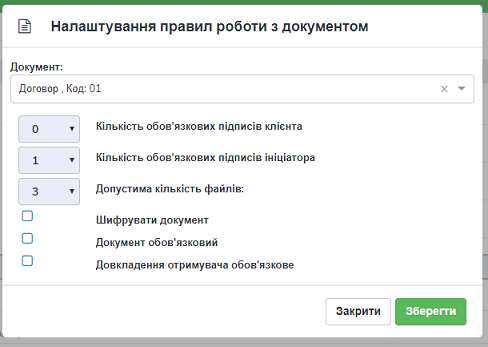 Налаштування правил роботи з документом
Документ:
Договор , Код: 01
0 Кількість обов'язкових підписів клієнта
1 Кількість обов'язкових підписів ініціатора
3 Допустима кількість файлів:
Шифрувати документ
Документ обов'язковий
Довкладення отримувача обов'язкове
Закрити Зберегти